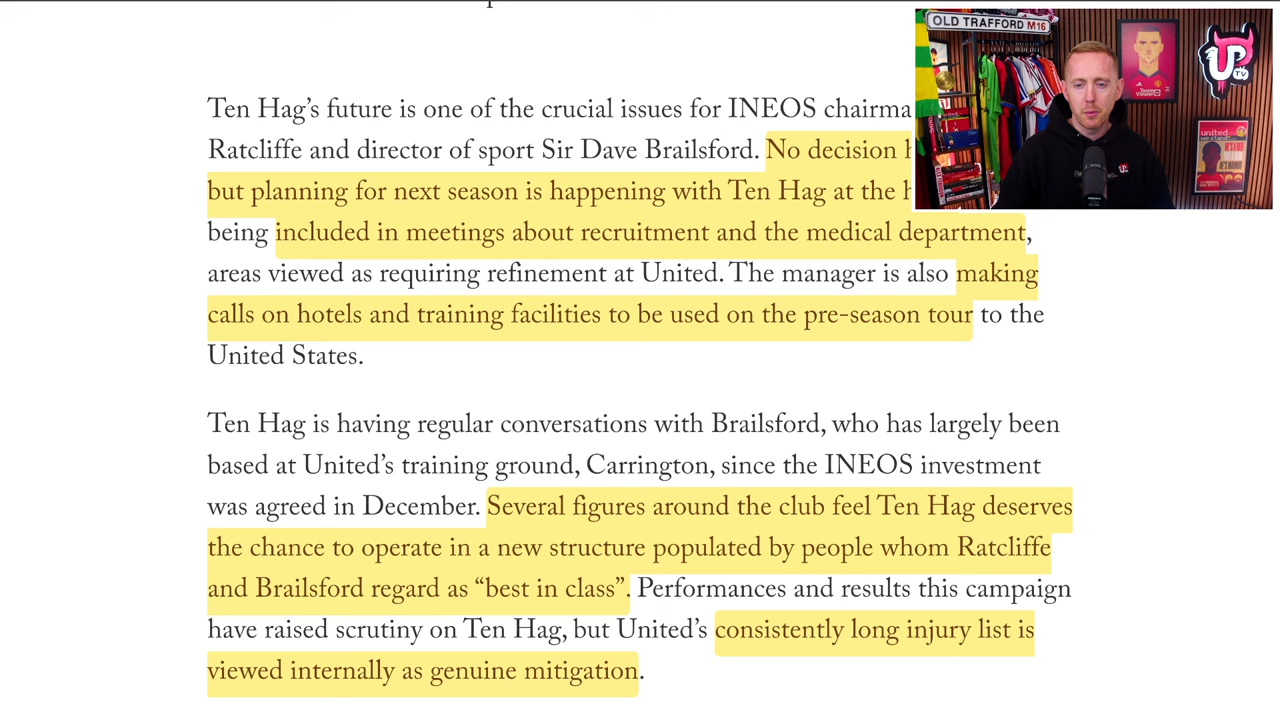 Ten Hag’s future is one of the crucial issues for INEOS
Ratcliffe and director of sport Sir Dave Brailsford. No decision
but planning for next season is happening with Ten Hag at the
being included in meetings about recruitment and the medical department,
areas viewed as requiring refinement at United. The manager is also making
calls on hotels and training facilities to be used on the pre-season tour to the
United States.
Ten Hag is having regular conversations with Brailsford, who has largely been
based at United’s training ground, Carrington, since the INEOS investment
was agreed in December. Several figures around the club feel Ten Hag deserves
the chance to operate in a new structure populated by people whom Ratcliffe
and Brailsford regard as “best in class”. Performances and results this campaign
have raised scrutiny on Ten Hag, but United’s consistently long injury list is
viewed internally as genuine mitigation.
OLD TRAFFORD M16
UP
TV
united